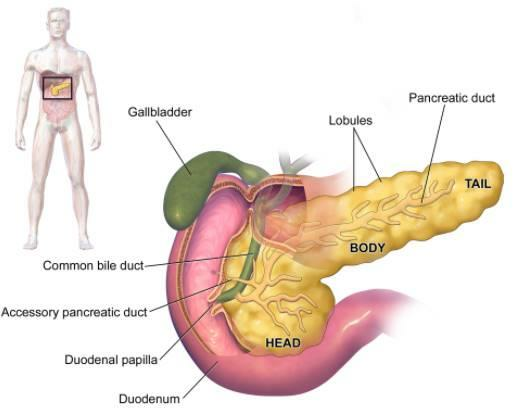 Pancreatic duct
Gallbladder
Lobules
TAIL
BODY
Common bile duct
Accessory pancreatic duct
HEAD
Duodenal papilla
Duodenum